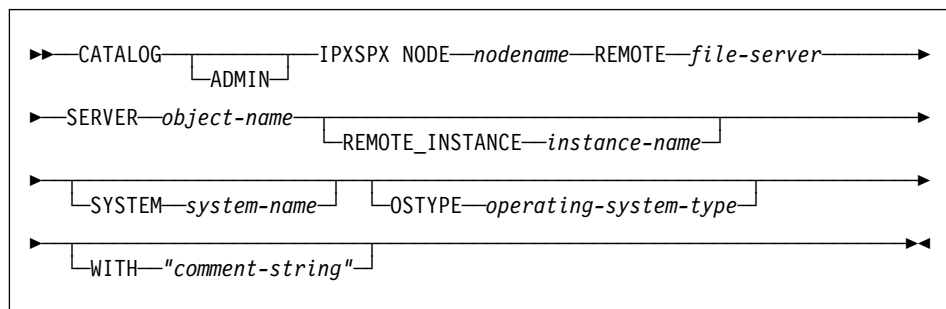 CATALOG IPXSPX NODE nodename REMOTE file-server
ADMIN
SERVER object-name
REMOTE_INSTANCE instance-name
SYSTEM system-name OSTYPE operating-system-type
WITH "comment-string"